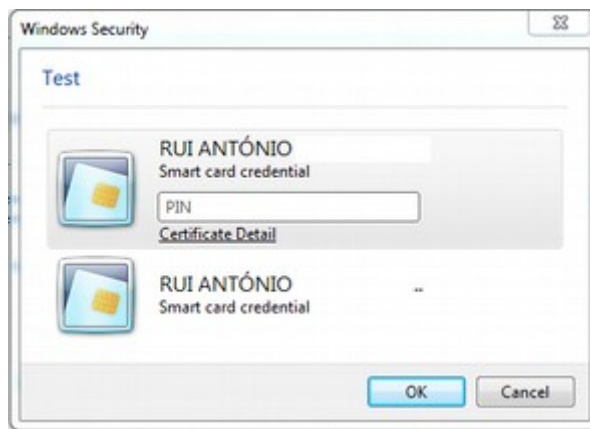 Windows Security
Test
RUI ANTÓNIO
Smart card credential
PIN
Certificate Detail
RUI ANTÓNIO
Smart card credential
OK Cancel